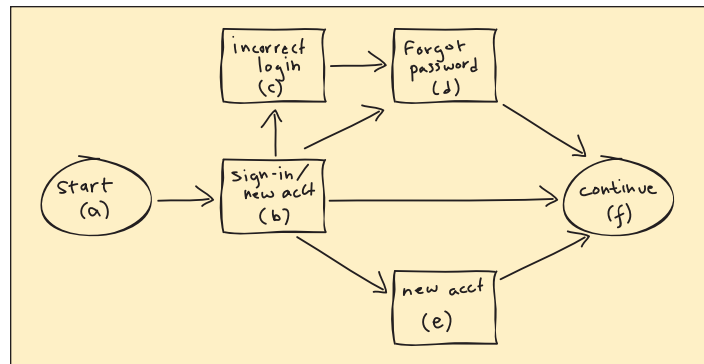 incorrect
login
(c)
Forgot
password
(d)
start
(a)
sign-in/
new acct
(b)
continue
(f)
new acct
(e)